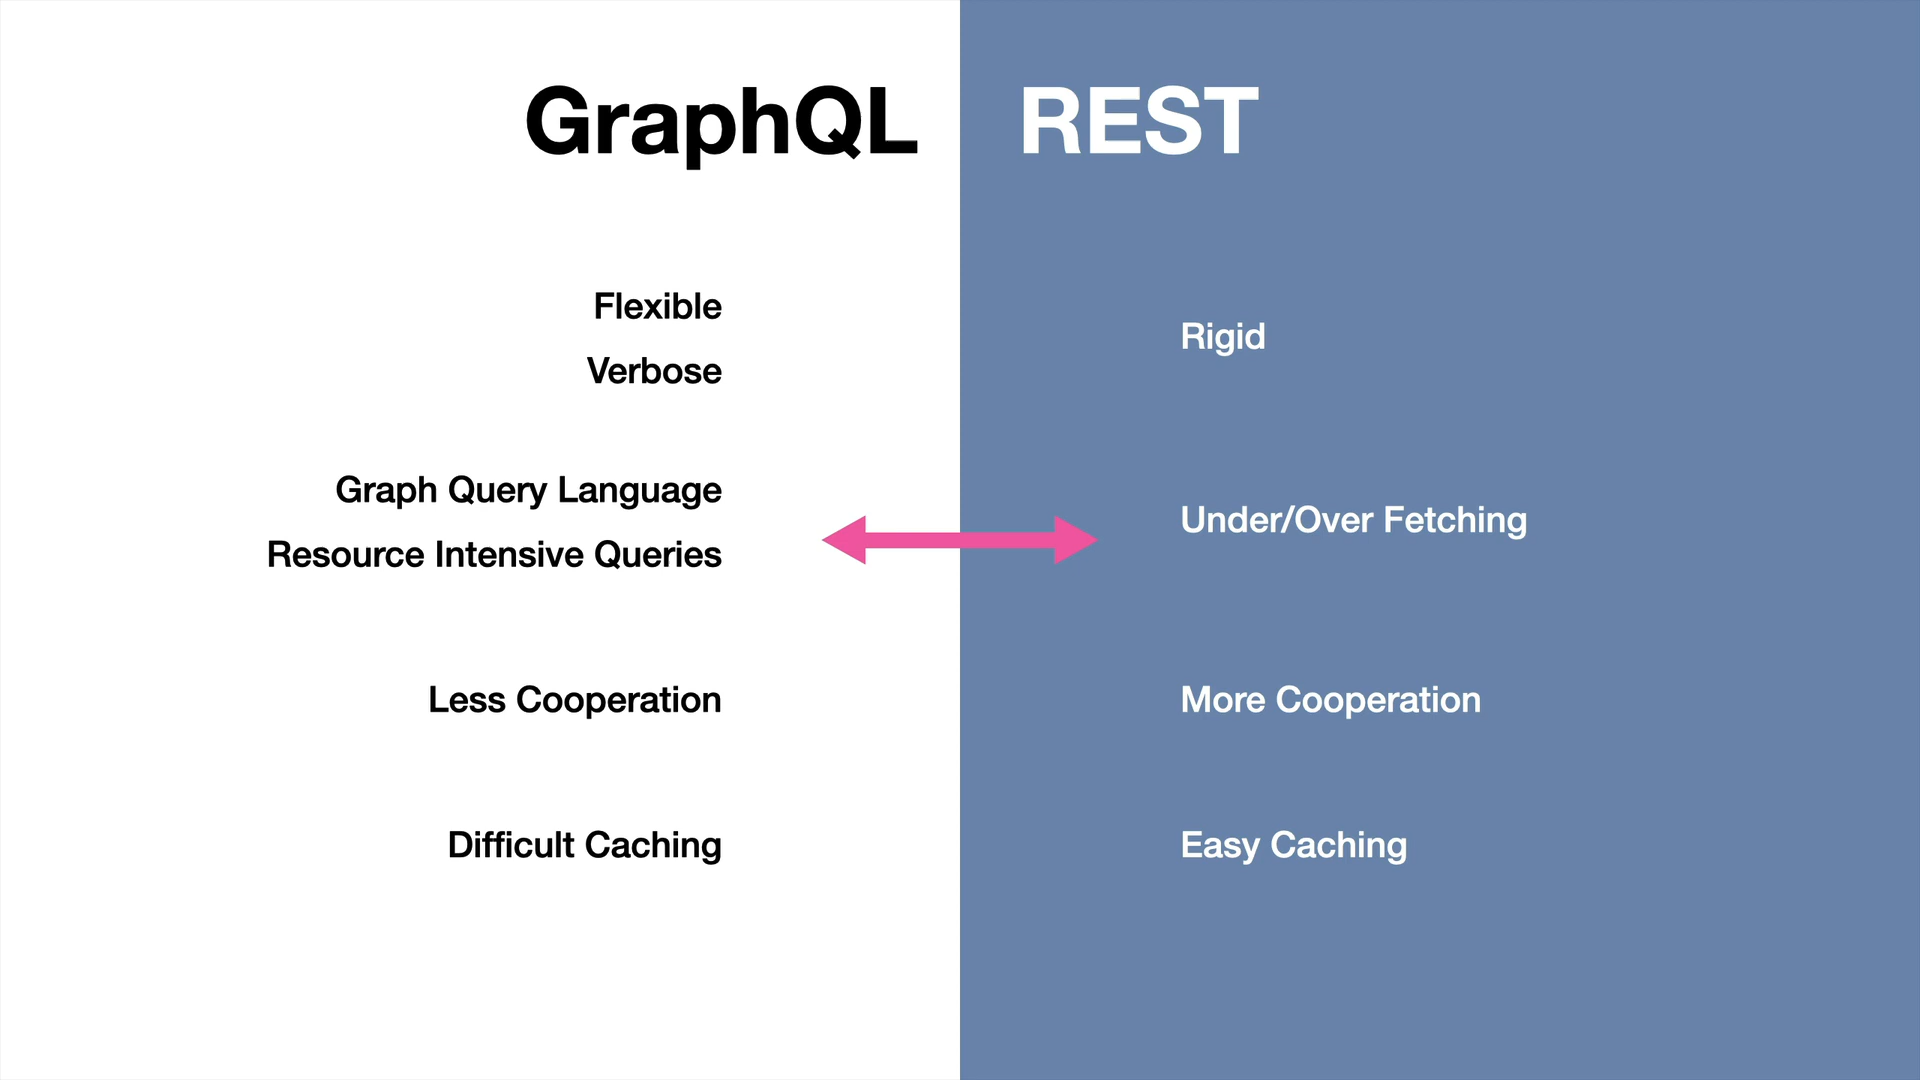 GraphQL
Flexible
Verbose
Graph Query Language
Resource Intensive Queries
Less Cooperation
Difficult Caching
REST
Rigid
Under/Over Fetching
More Cooperation
Easy Caching